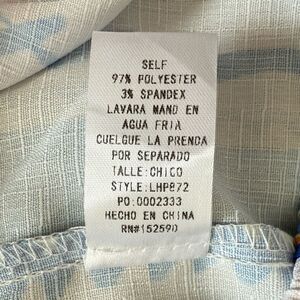 SELF
97% POLYESTER
3% SPANDEX
LAVARA MANO EN
AGUA FRIA
CUELGUE LA PRENDA
POR SEPARADO
TALLE:CHICO
STYLE:LHP872
PO:0002333
HECHO EN CHINA
RN#152590